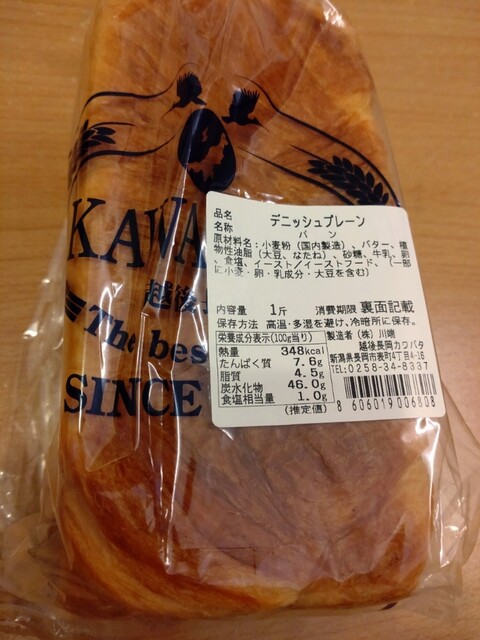 KAWA
越後
The bes
SINCE
品名 デニッシュプレーン
名称 パン
原材料名：小麦粉（国内製造）、バター、植
物性油脂（大豆、なたね）、砂糖、牛乳、卵
、食塩、イースト／イーストフード、（一部
に小麦・卵・乳成分・大豆を含む）
内容量 1斤 消費期限 裏面記載
保存方法 高温・多湿を避け、冷暗所に保存。
栄養成分表示（100g当り）
熱量 348kcal
たんぱく質 7.6g
脂質 4.5g
炭水化物 46.0g
食塩相当量 1.0g
（推定値）
製造者（株）川端
越後長岡カワバタ
新潟県長岡市表町4丁目4-16
TEL:0258-34-8337
8606019006808